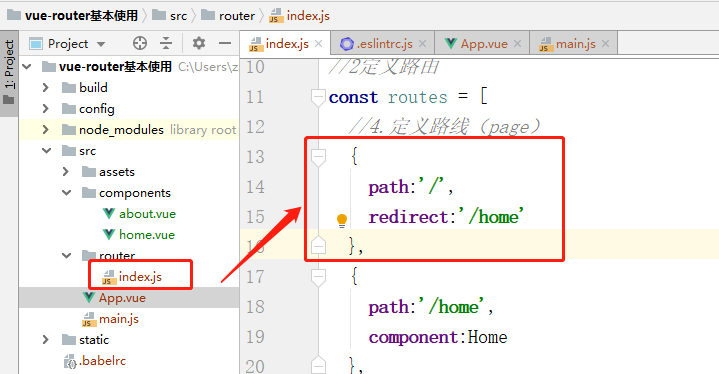 vue-router基本使用 src router index.js
Project
index.js .eslintrc.js App.vue main.js
1: Project
vue-router基本使用 C:\Users\z
build
config
node_modules library root
src
assets
components
about.vue
home.vue
router
index.js
App.vue
main.js
static
.babelrc
10 //2定义路由
11 const routes = [
12 //4.定义路线（page）
13 {
14 path:'/',
15 redirect:'/home'
16 },
17 {
18 path:'/home',
19 component:Home
20 },